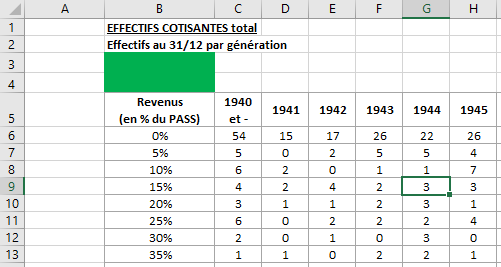 A B C D E F G H
1 EFFECTIFS COTISANTES total
2 Effectifs au 31/12 par génération
3
4
Revenus 1940
5 (en % du PASS) et - 1941 1942 1943 1944 1945
6 0% 54 15 17 26 22 26
7 5% 5 0 2 5 5 4
8 10% 6 2 0 1 1 7
9 15% 4 2 4 2 3 3
10 20% 3 1 1 2 3 1
11 25% 6 0 2 2 2 4
12 30% 2 0 1 0 3 0
13 35% 1 1 0 2 2 1